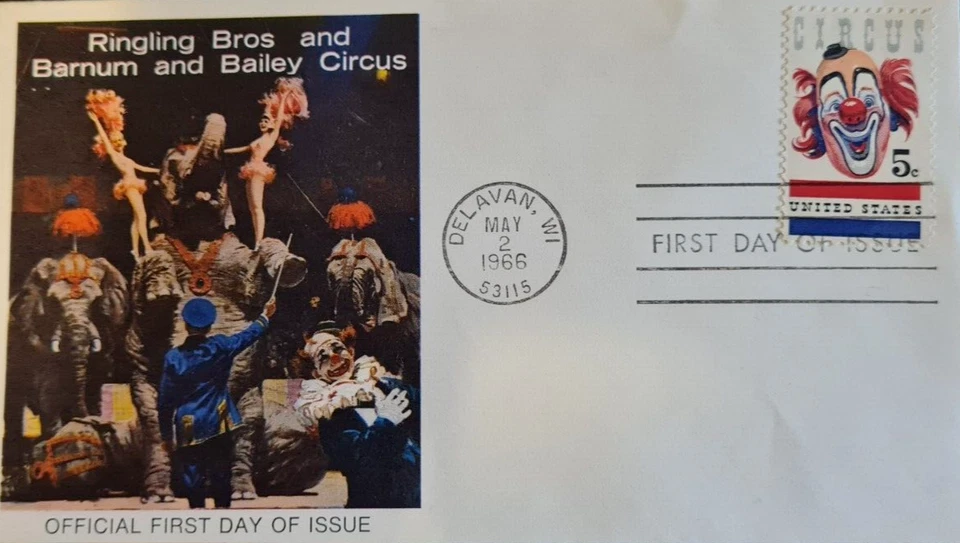 Ringling Bros and
Barnum and Bailey Circus
OFFICIAL FIRST DAY OF ISSUE
DELAVAN, WI
MAY
2
1966
53115
CIRCUS
5c
UNITED STATES
FIRST DAY OF ISSUE